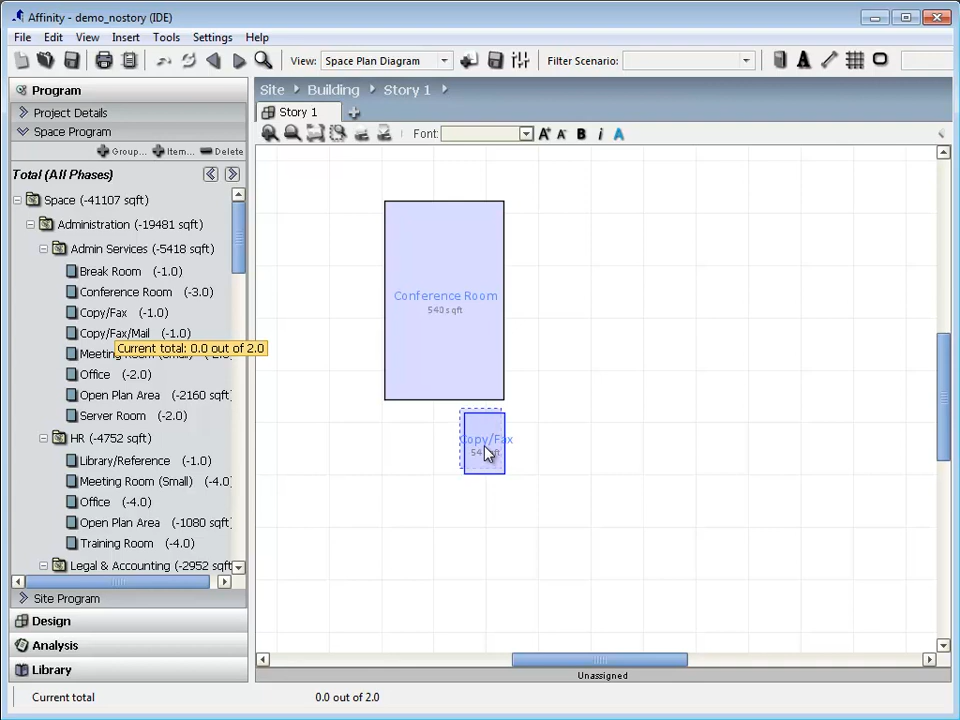 Affinity - demo_nostory (IDE)
File Edit View Insert Tools Settings Help
View: Space Plan Diagram Filter Scenario:
Program
Project Details
Space Program
Group... Item... Delete
Total (All Phases)
Space (-41107 sqft)
Administration (-19481 sqft)
Admin Services (-5418 sqft)
Break Room (-1.0)
Conference Room (-3.0)
Copy/Fax (-1.0)
Copy/Fax/Mail (-1.0)
Current total: 0.0 out of 2.0
Office (-2.0)
Open Plan Area (-2160 sqft)
Server Room (-2.0)
HR (-4752 sqft)
Library/Reference (-1.0)
Meeting Room (Small) (-4.0)
Office (-4.0)
Open Plan Area (-1080 sqft)
Training Room (-4.0)
Legal & Accounting (-2952 sqft
Site Program
Design
Analysis
Library
Site Building Story 1
Story 1
Font: A A B i A
Conference Room
540 sqft
Copy/Fax
Unassigned
Current total 0.0 out of 2.0